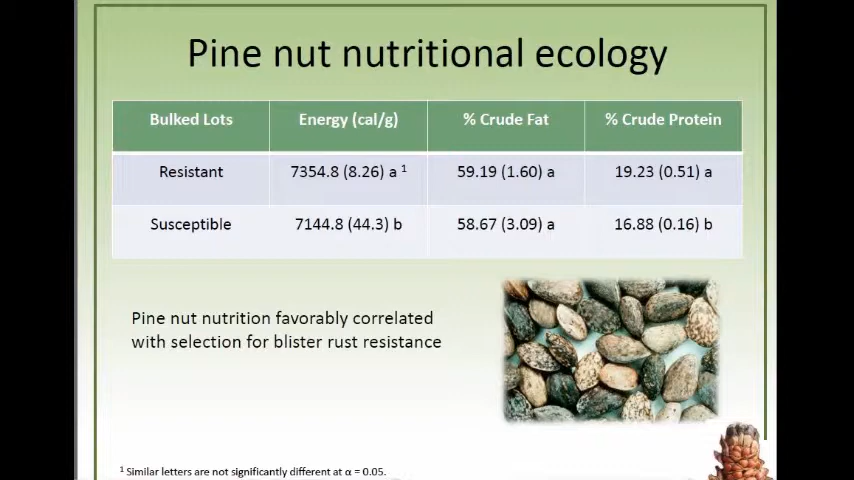 Pine nut nutritional ecology
Bulked Lots Energy (cal/g) % Crude Fat % Crude Protein
Resistant 7354.8 (8.26) a ¹ 59.19 (1.60) a 19.23 (0.51) a
Susceptible 7144.8 (44.3) b 58.67 (3.09) a 16.88 (0.16) b
Pine nut nutrition favorably correlated
with selection for blister rust resistance
¹ Similar letters are not significantly different at α = 0.05.